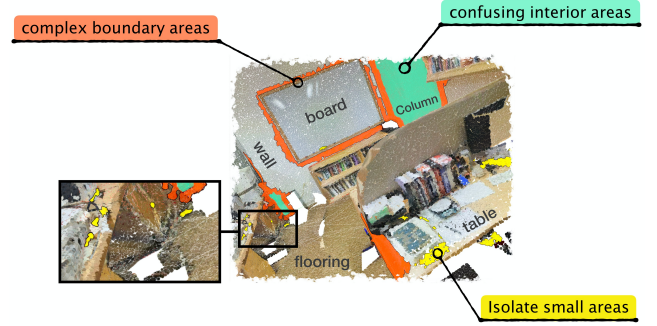 confusing interior areas
complex boundary areas
board
Column
wall
table
flooring
Isolate small areas